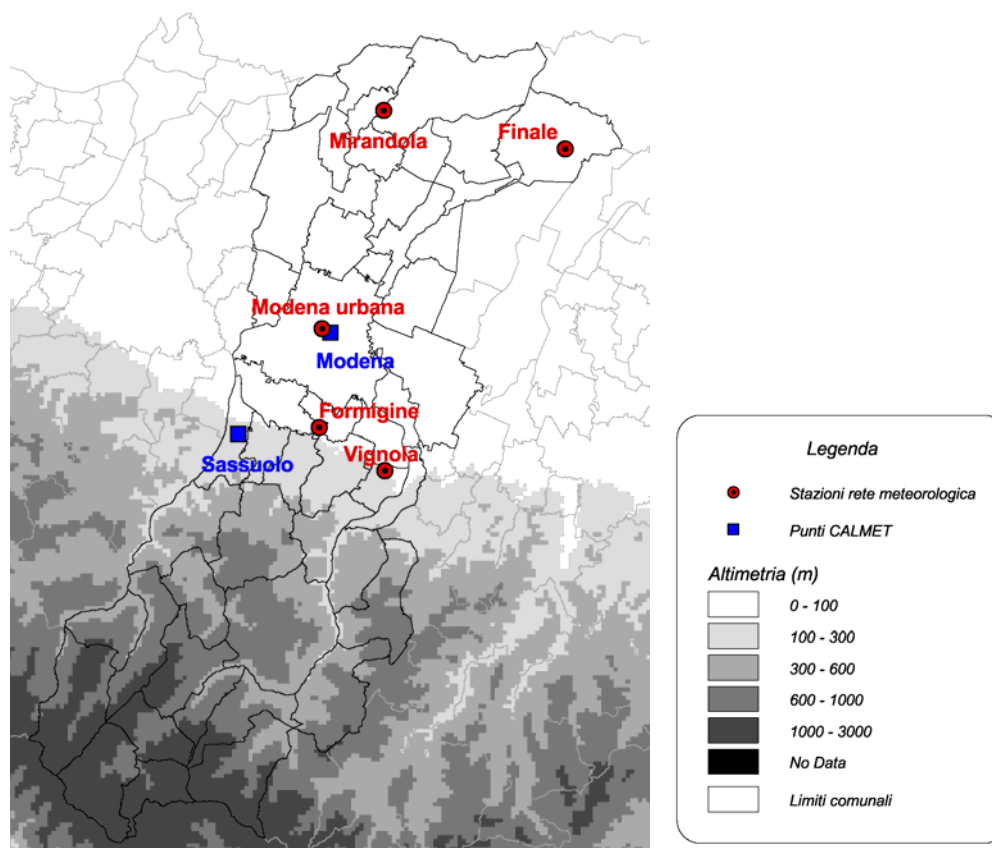 Mirandola
Finale
Modena urbana
Modena
Formigine
Sassuolo
Vignola
Legenda
Stazioni rete meteorologica
Punti CALMET
Altimetria (m)
0 - 100
100 - 300
300 - 600
600 - 1000
1000 - 3000
No Data
Limiti comunali